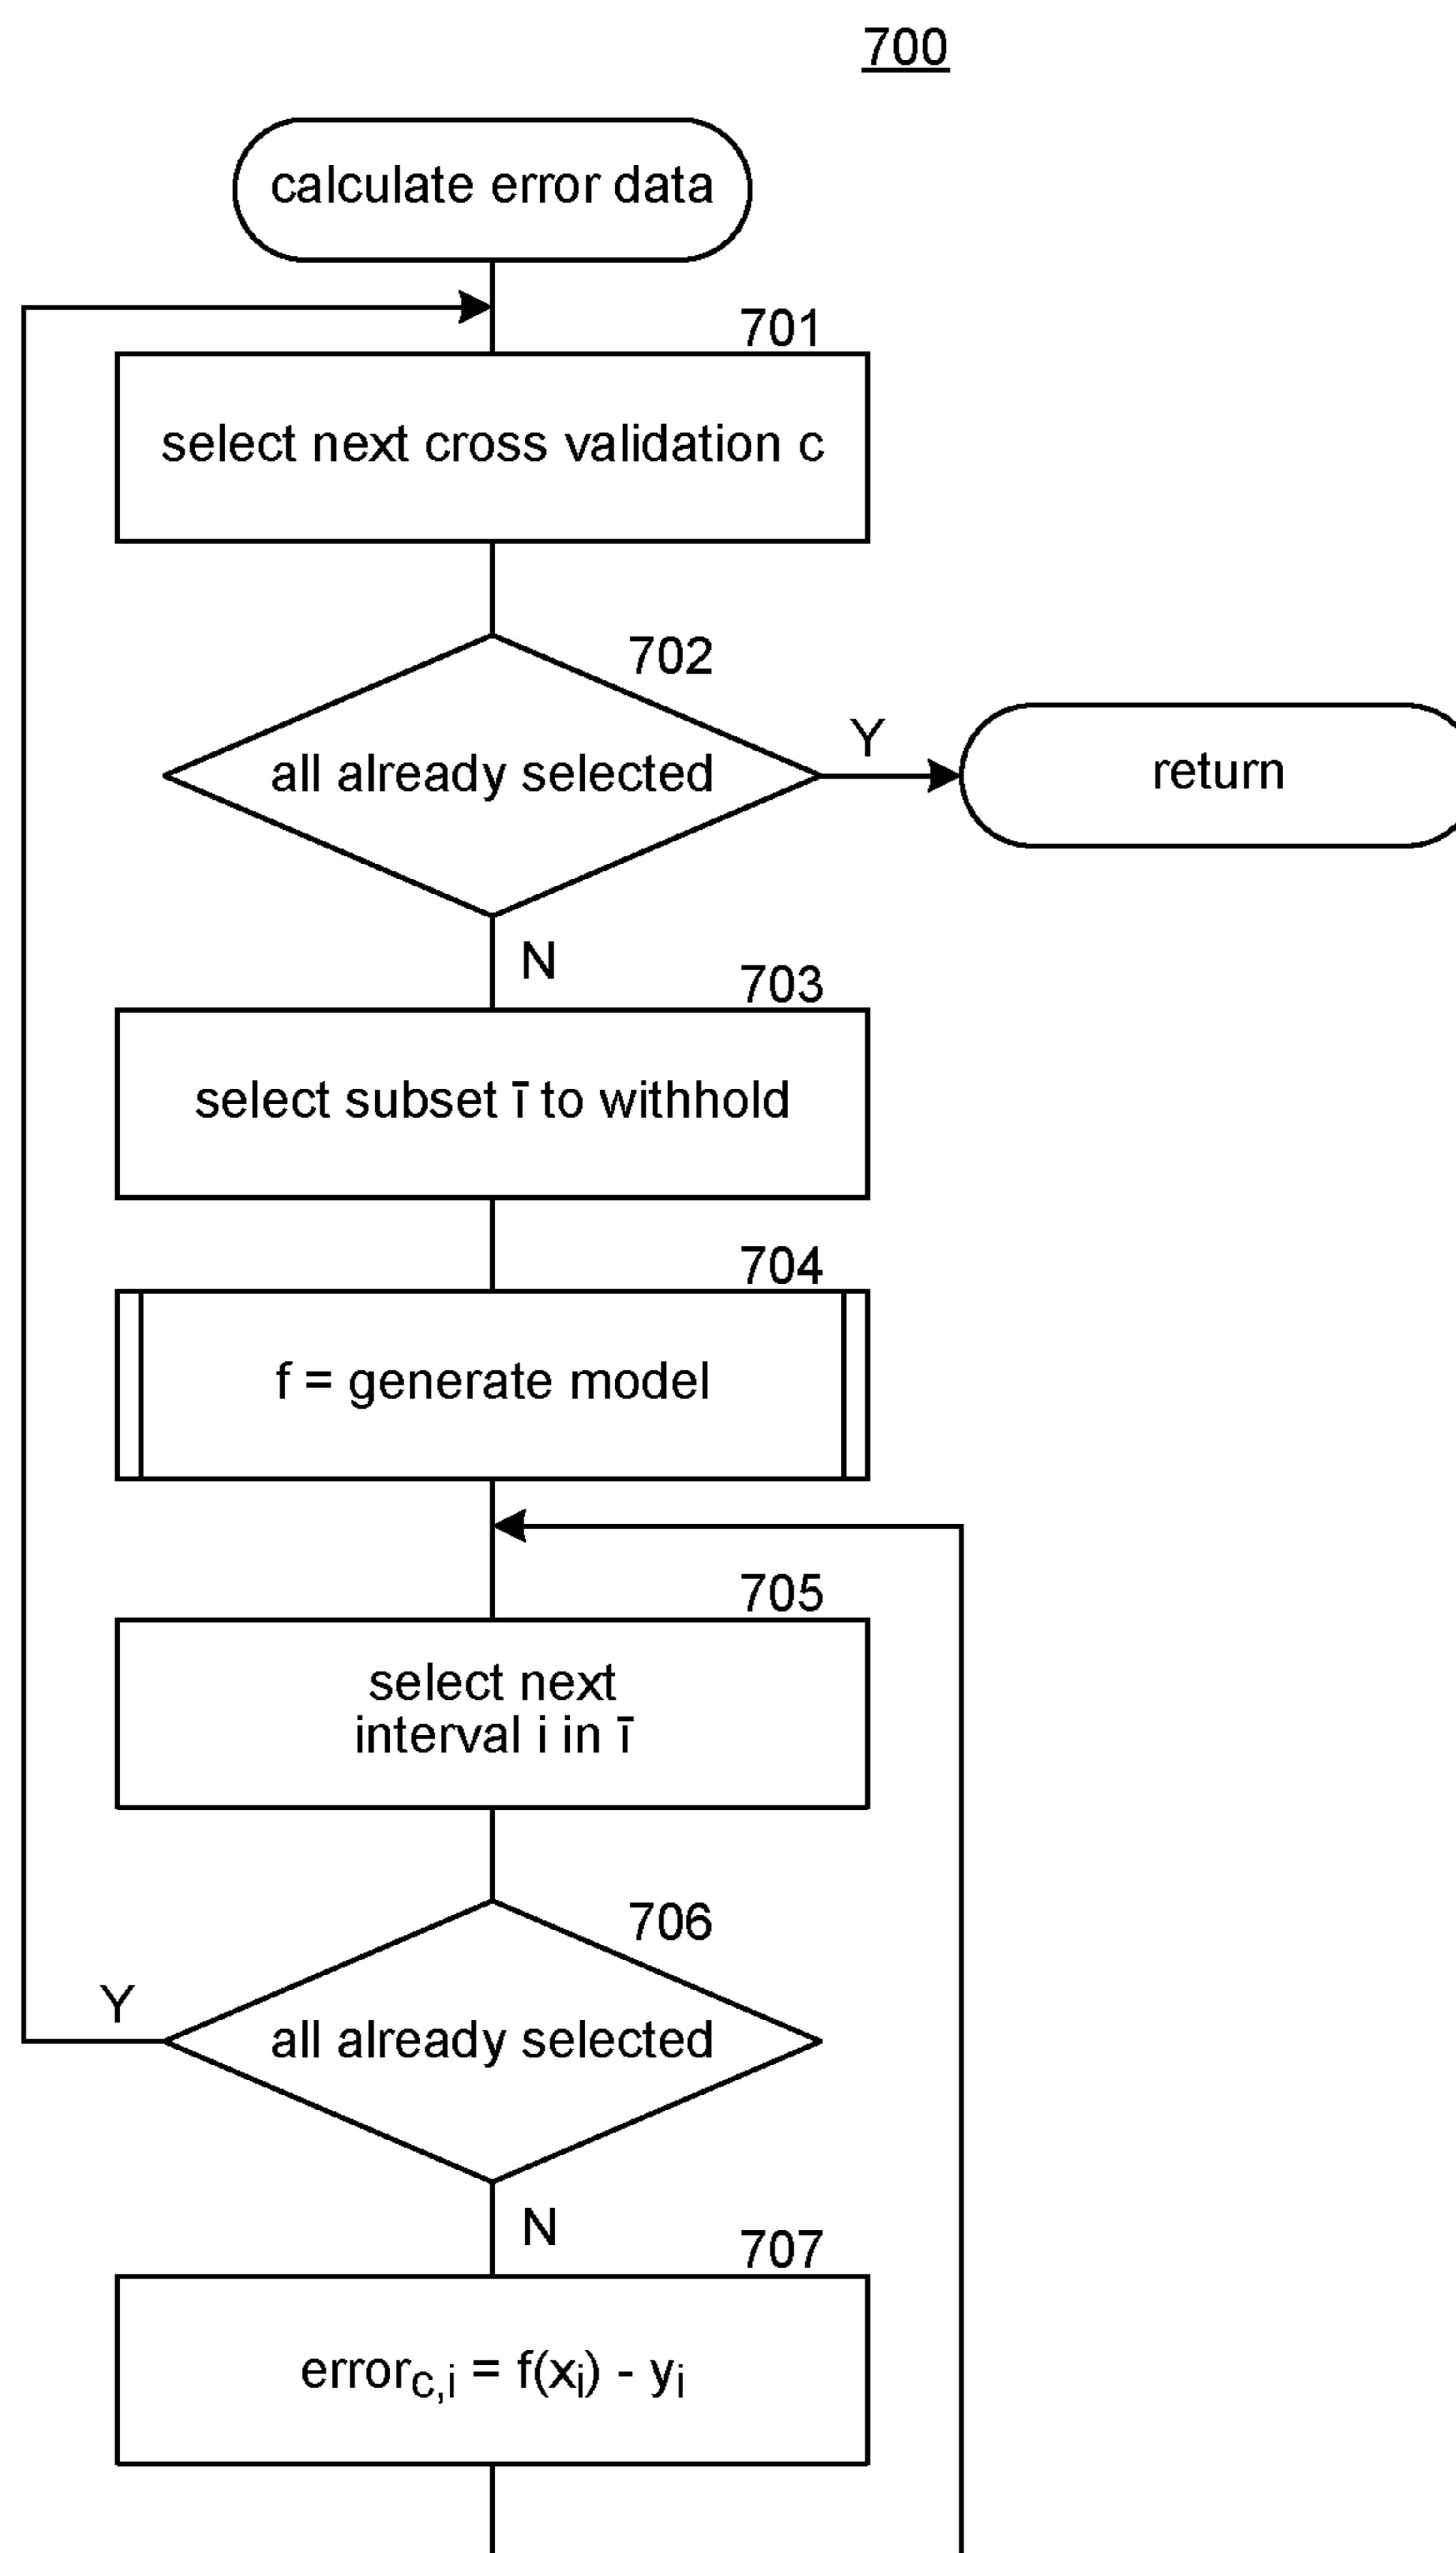 700
calculate error data
701
select next cross validation c
702
all already selected
Y
return
N
703
select subset ī to withhold
704
f = generate model
705
select next
interval i in ī
706
all already selected
Y
N
707
error_{c,i} = f(x_i) - y_i